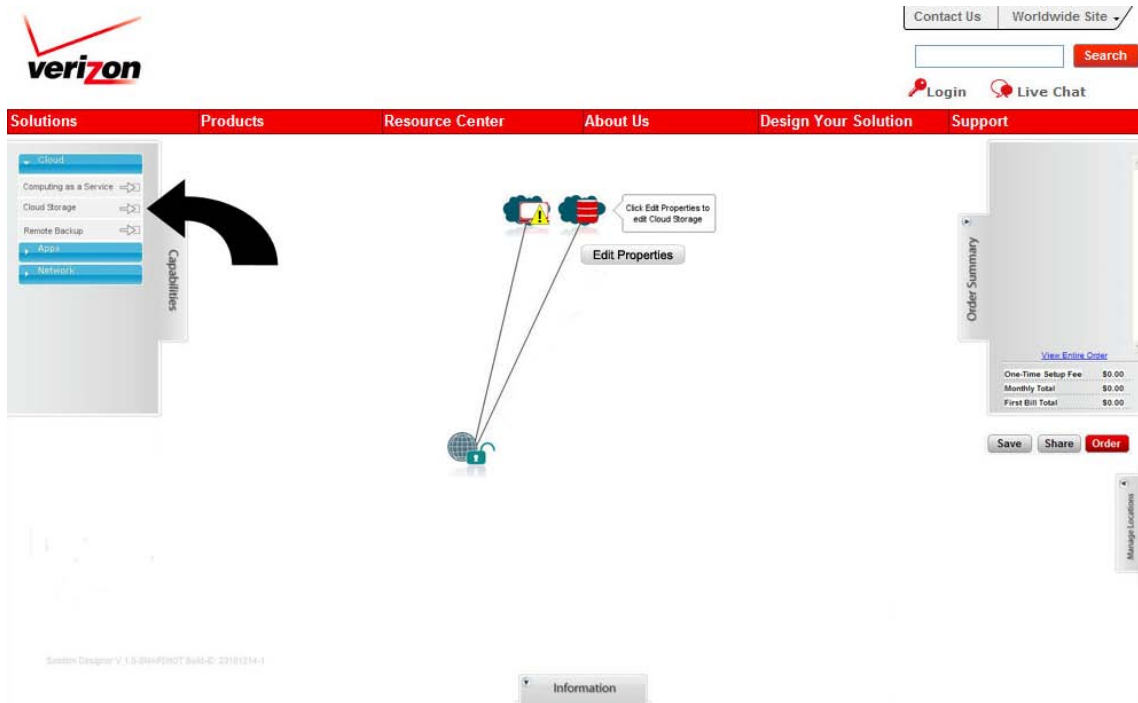 Contact Us
Worldwide Site
verizon
Search
Login
Live Chat
Solutions
Products
Resource Center
About Us
Design Your Solution
Support
Cloud
Computing as a Service
Cloud Storage
Remote Backup
Apps
Network
Capabilities
Click Edit Properties to
edit Cloud Storage
Edit Properties
Order Summary
View Entire Order
One-Time Setup Fee $0.00
Monthly Total $0.00
First Bill Total $0.00
Save
Share
Order
Manage Locations
Information